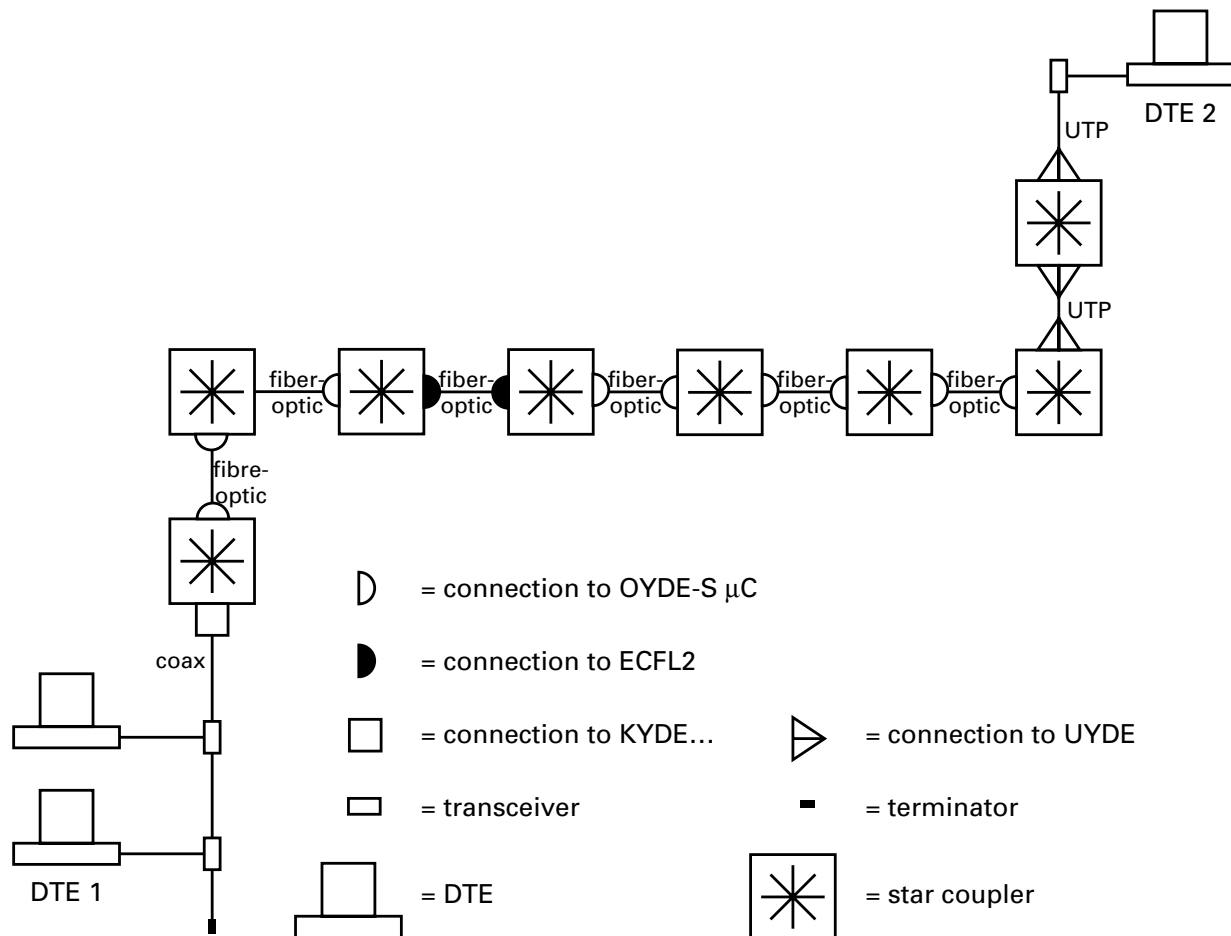 DTE 2
UTP
UTP
fiber-
optic
fiber-
optic
fiber-
optic
fiber-
optic
fiber-
optic
fibre-
optic
= connection to OYDE-S μC
coax
= connection to ECFL2
= connection to KYDE...
= connection to UYDE
= transceiver
= terminator
DTE 1
= DTE
= star coupler